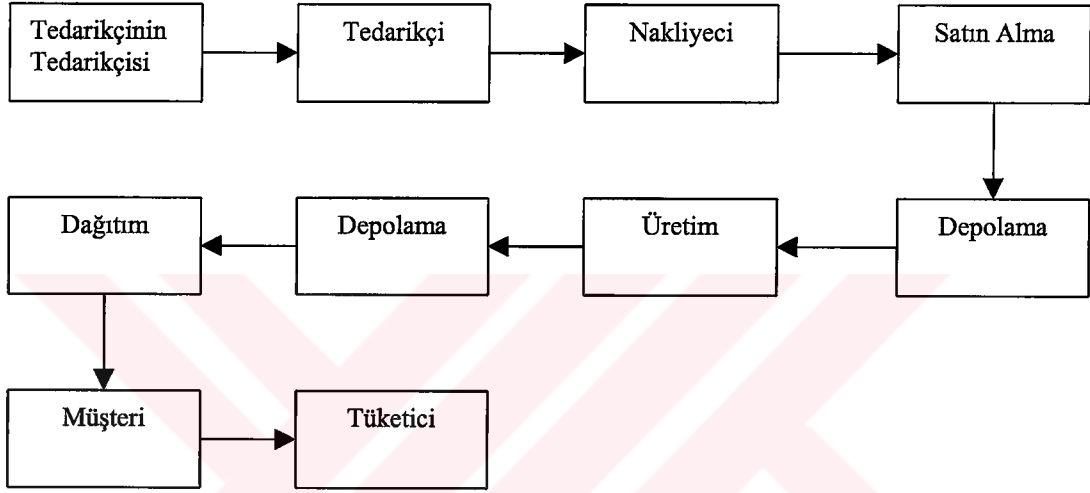 Tedarikçinin
Tedarikçisi
Tedarikçi
Nakliyeci
Satın Alma
Depolama
Üretim
Depolama
Dağıtım
Müşteri
Tüketici